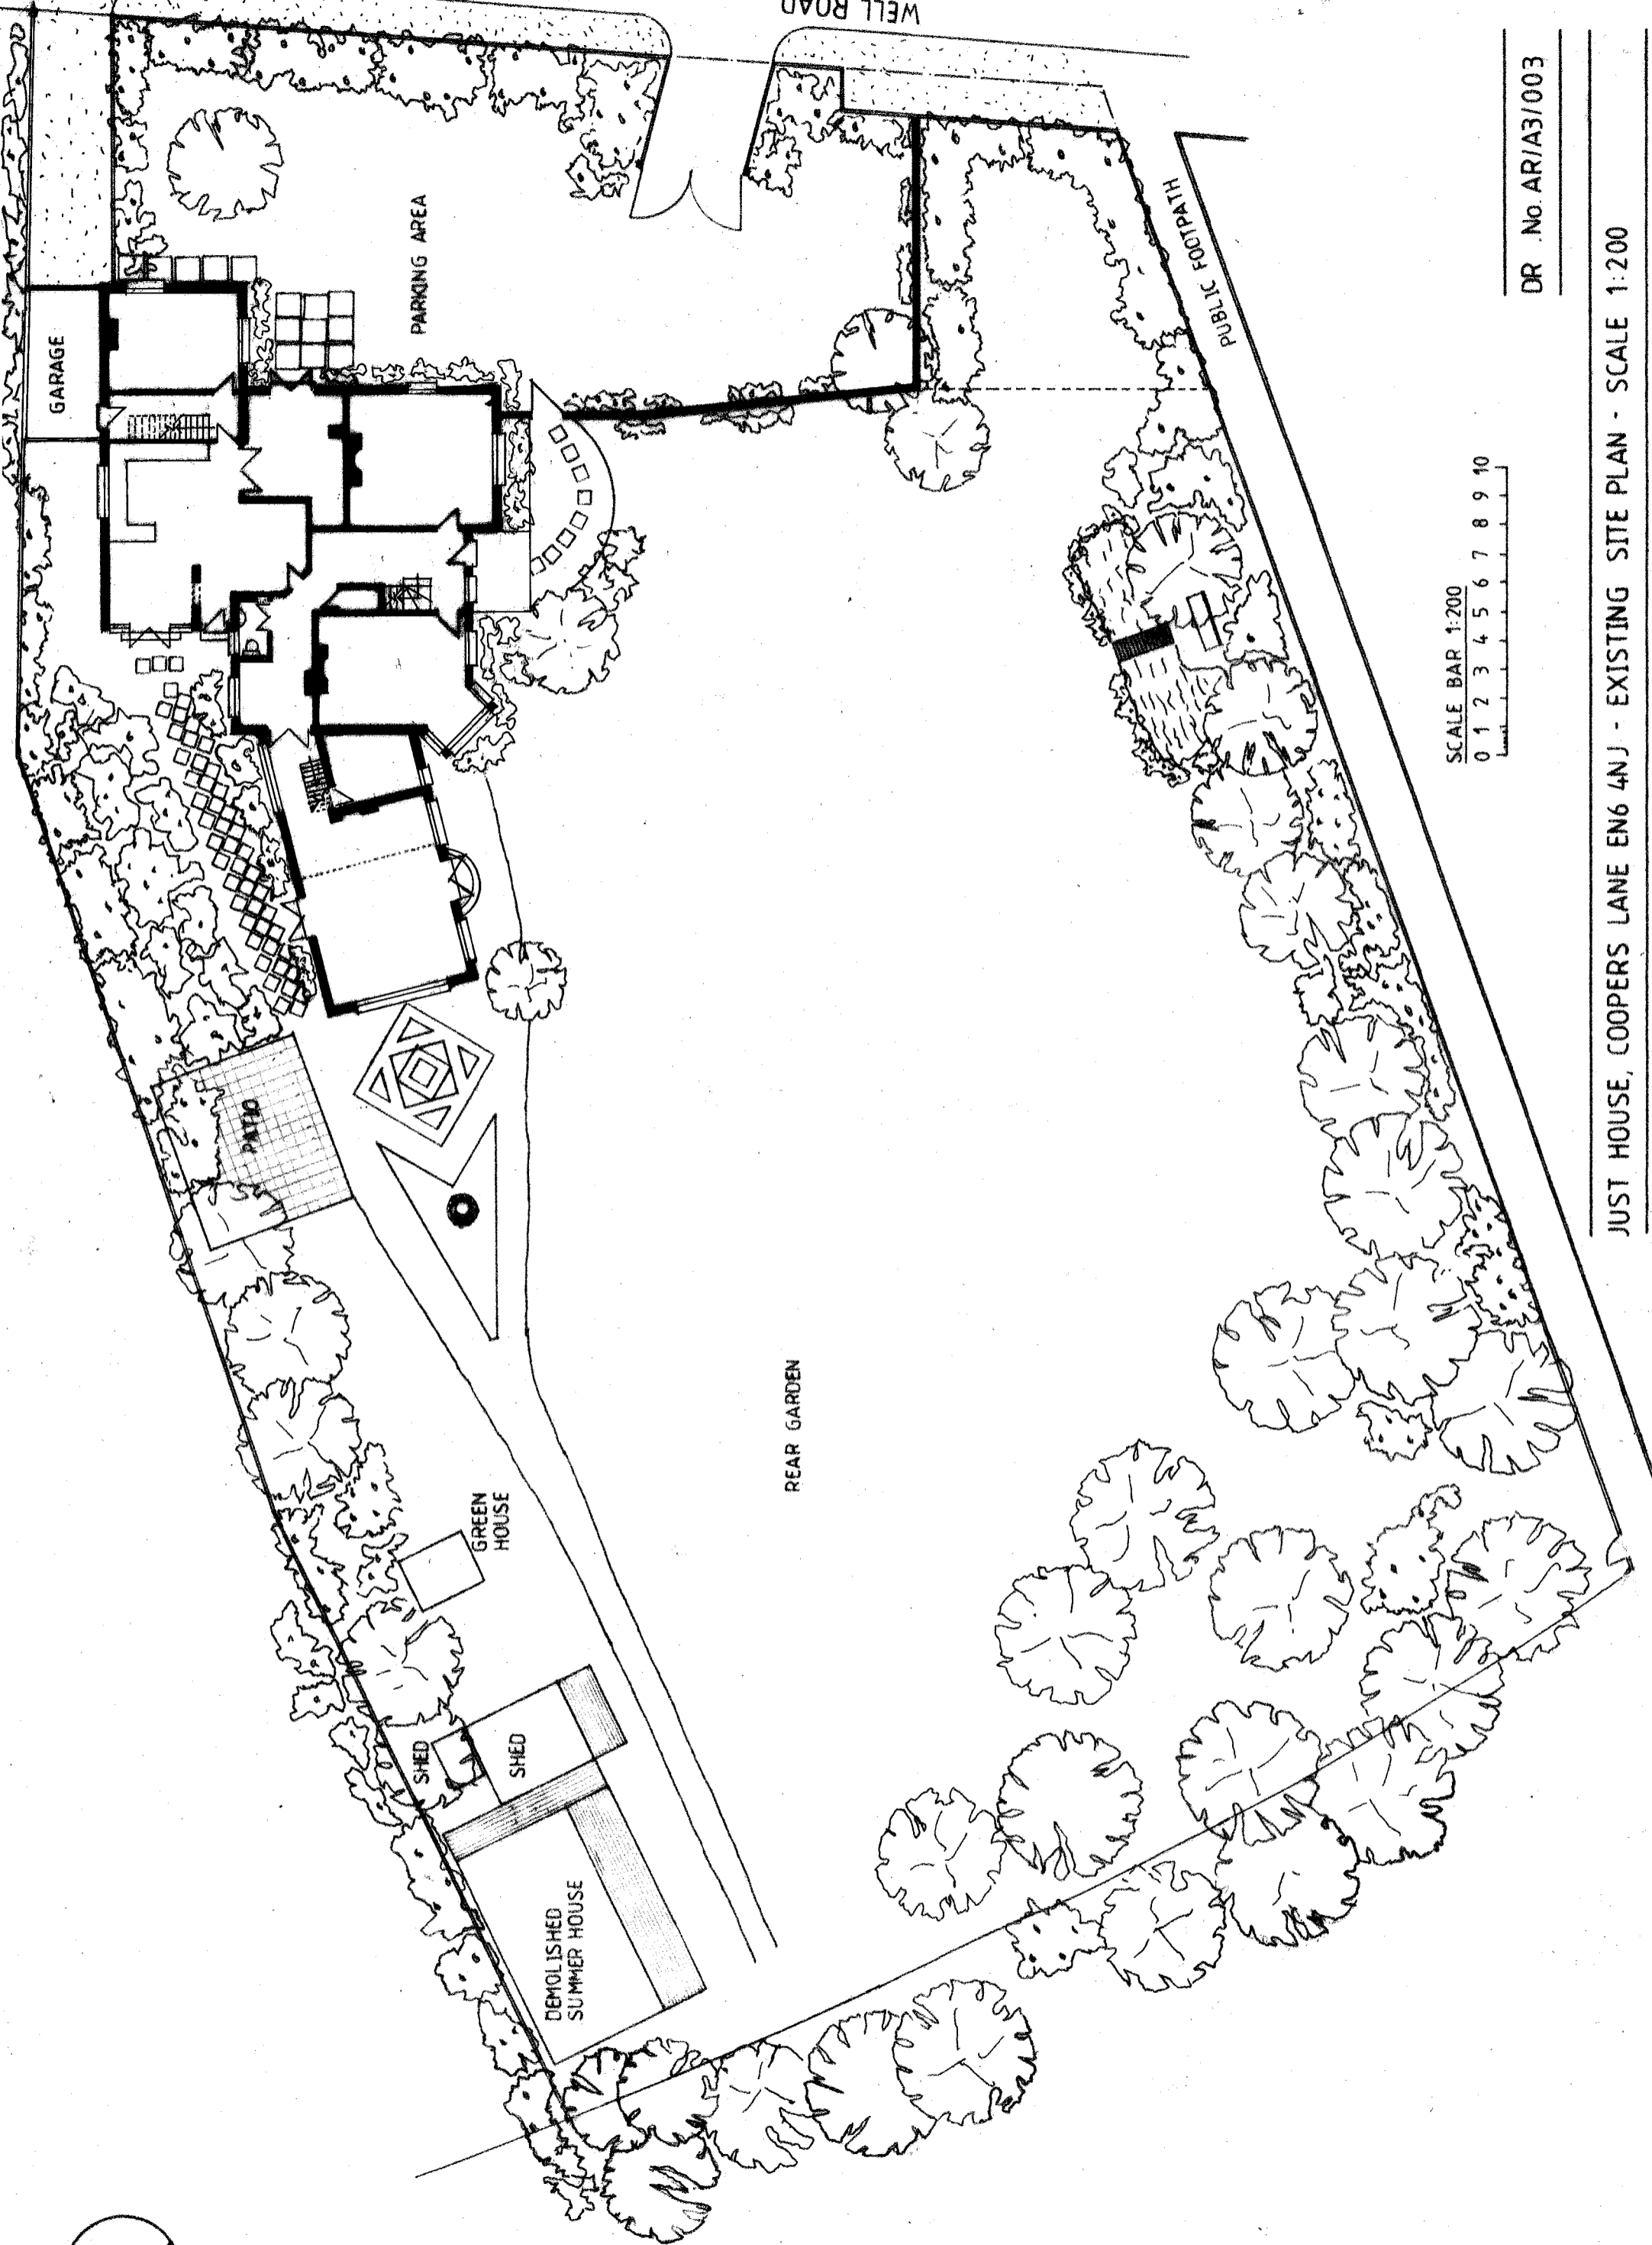 WELL ROAD
GARAGE
PARKING AREA
PUBLIC FOOTPATH
PATIO
REAR GARDEN
GREEN
HOUSE
SHED
SHED
DEMOLISHED
SUMMER HOUSE
SCALE BAR 1:200
0 1 2 3 4 5 6 7 8 9 10
DR .No. AR/A3/003
JUST HOUSE, COOPERS LANE EN6 4NJ - EXISTING SITE PLAN - SCALE 1:200